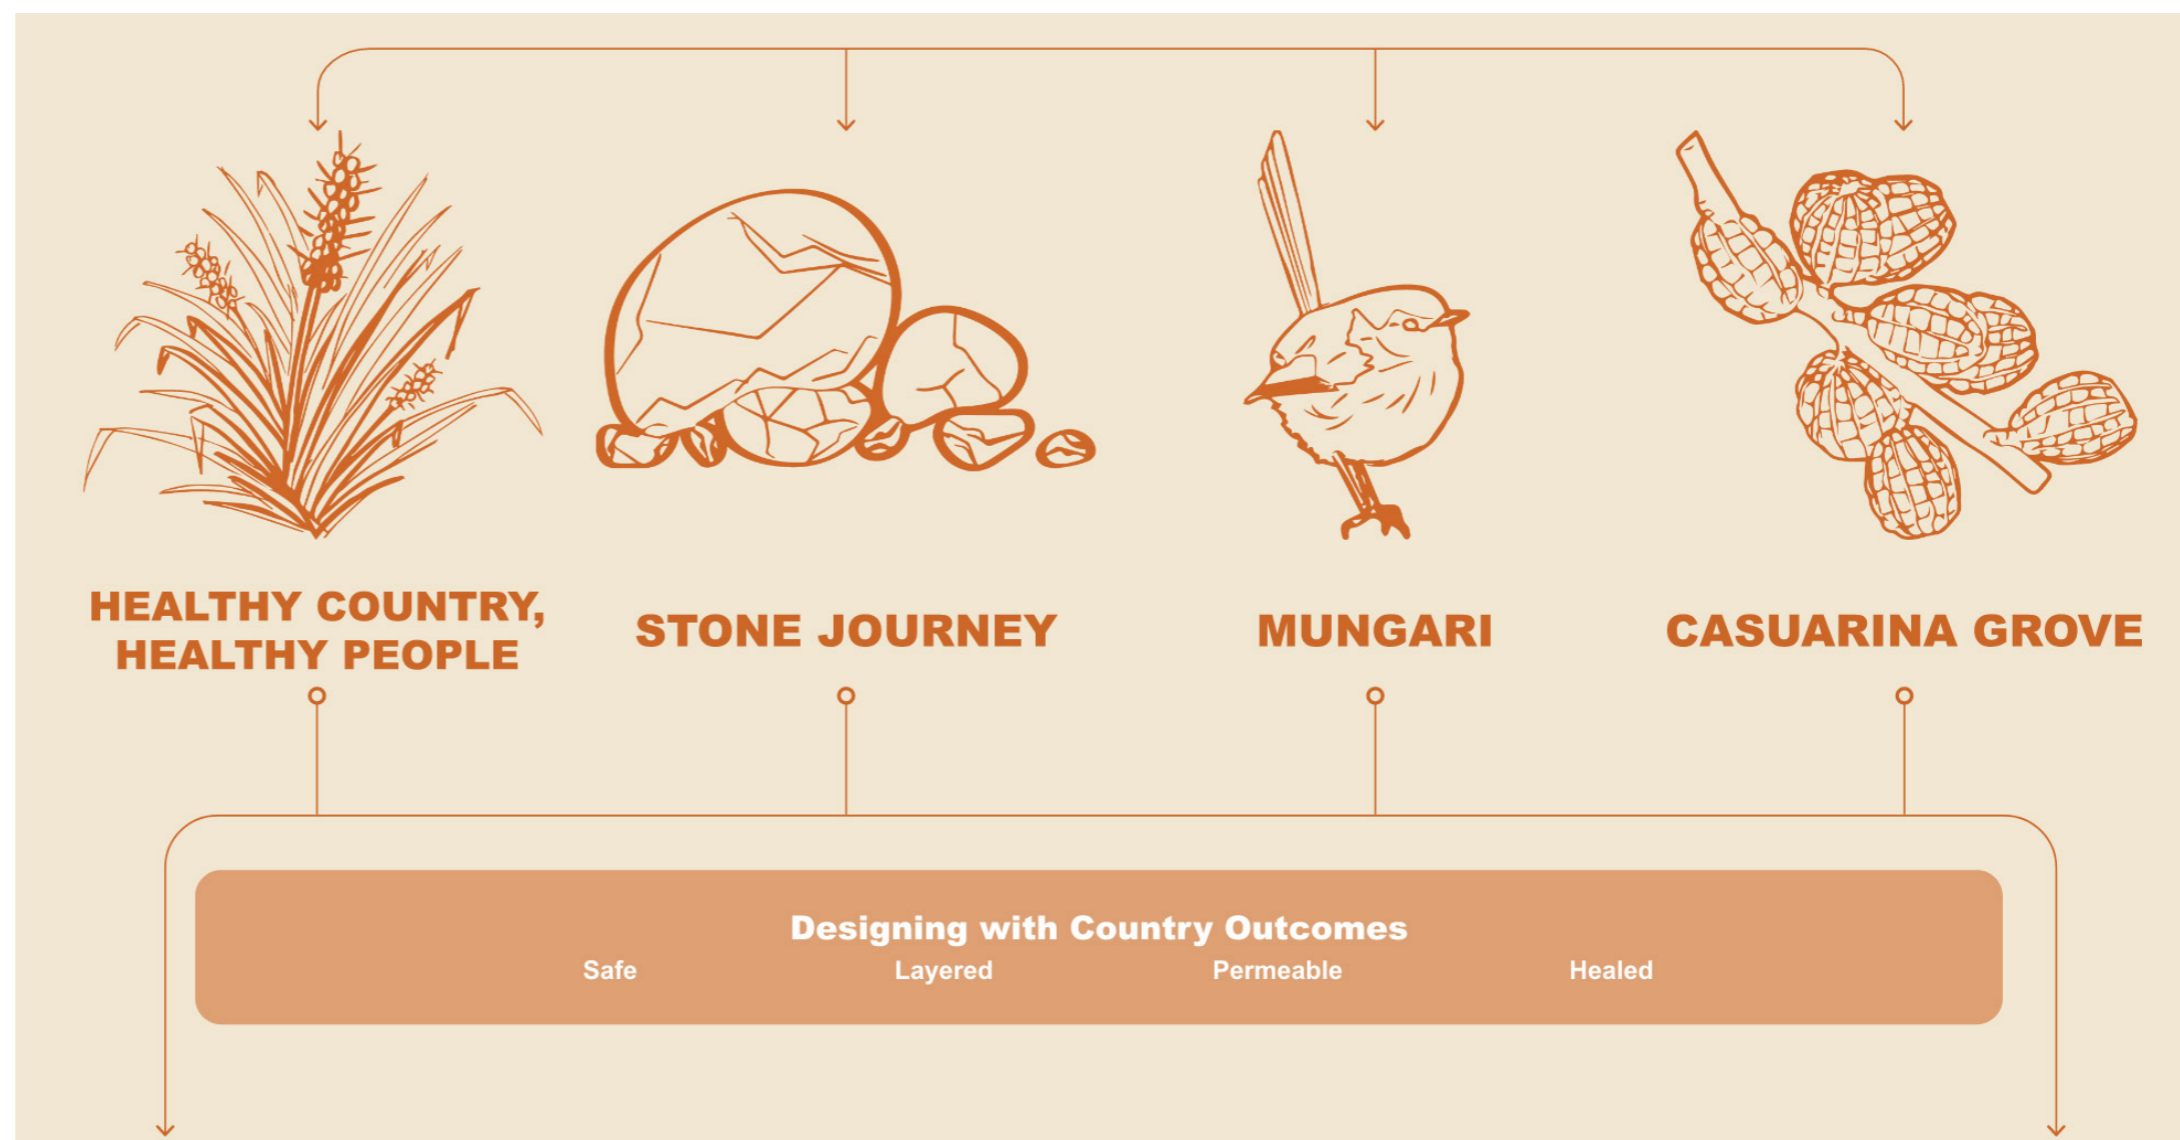 HEALTHY COUNTRY,
HEALTHY PEOPLE
STONE JOURNEY
MUNGARI
CASUARINA GROVE
Designing with Country Outcomes
Safe Layered Permeable Healed